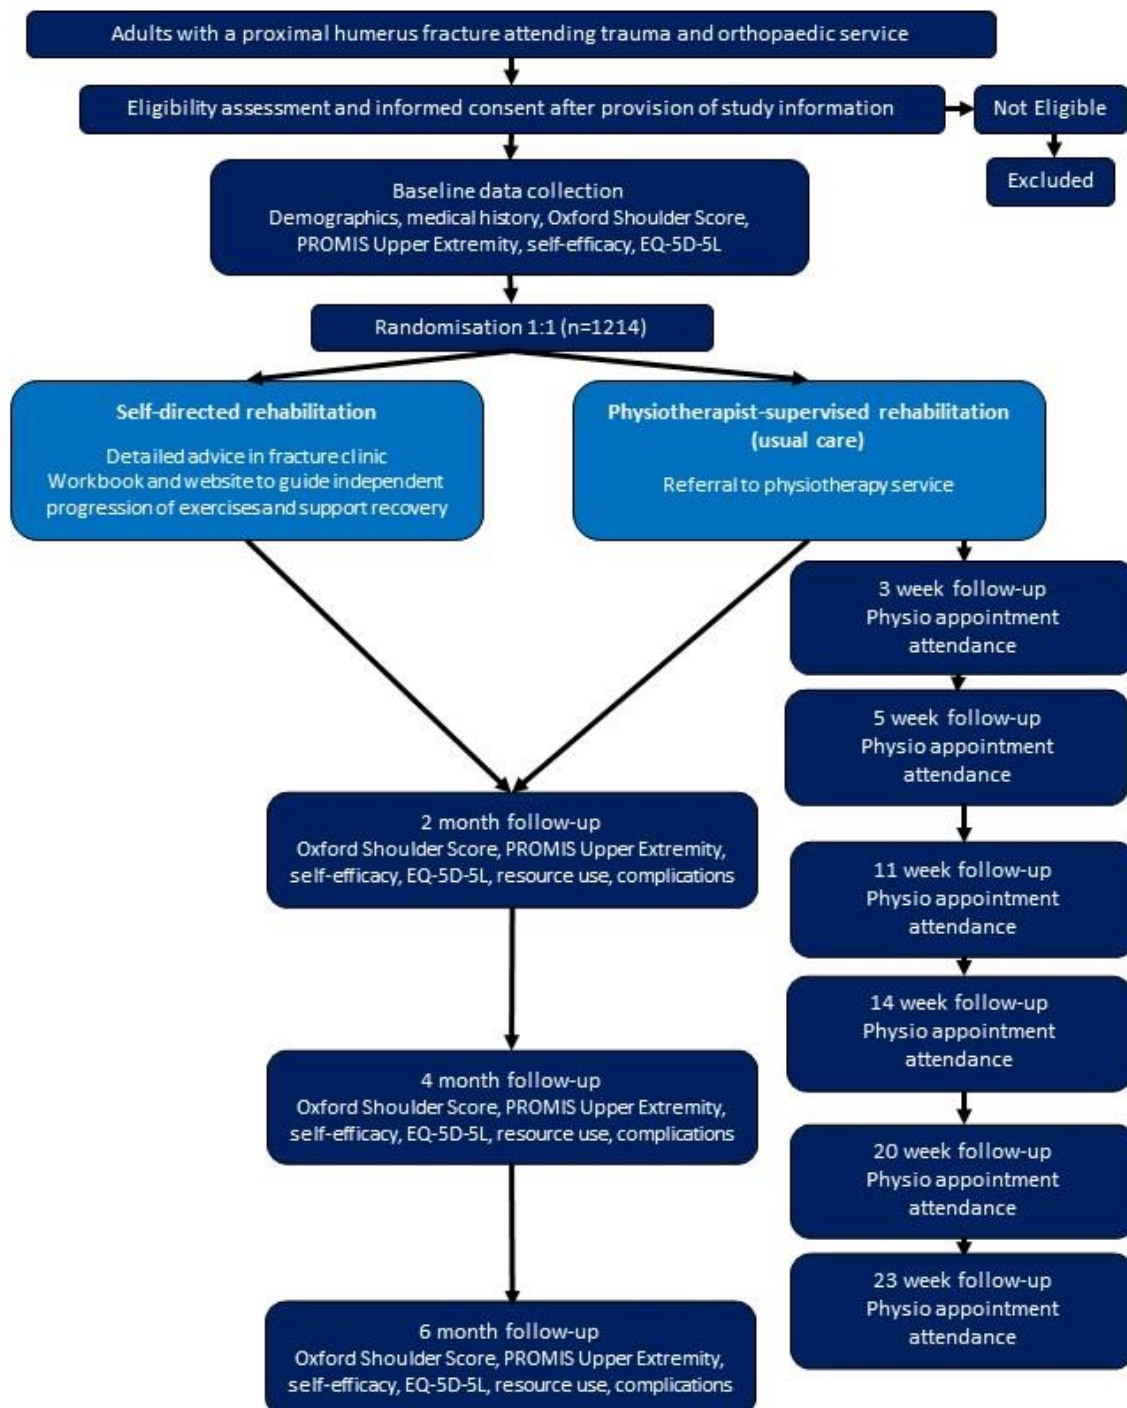 Adults with a proximal humerus fracture attending trauma and orthopaedic service
Eligibility assessment and informed consent after provision of study information
Not Eligible
Excluded
Baseline data collection
Demographics, medical history, Oxford Shoulder Score,
PROMIS Upper Extremity, self-efficacy, EQ-5D-5L
Randomisation 1:1 (n=1214)
Self-directed rehabilitation
Detailed advice in fracture clinic
Workbook and website to guide independent
progression of exercises and support recovery
Physiotherapist-supervised rehabilitation
(usual care)
Referral to physiotherapy service
3 week follow-up
Physio appointment
attendance
5 week follow-up
Physio appointment
attendance
2 month follow-up
Oxford Shoulder Score, PROMIS Upper Extremity,
self-efficacy, EQ-5D-5L, resource use, complications
11 week follow-up
Physio appointment
attendance
14 week follow-up
Physio appointment
attendance
4 month follow-up
Oxford Shoulder Score, PROMIS Upper Extremity,
self-efficacy, EQ-5D-5L, resource use, complications
20 week follow-up
Physio appointment
attendance
23 week follow-up
Physio appointment
attendance
6 month follow-up
Oxford Shoulder Score, PROMIS Upper Extremity,
self-efficacy, EQ-5D-5L, resource use, complications